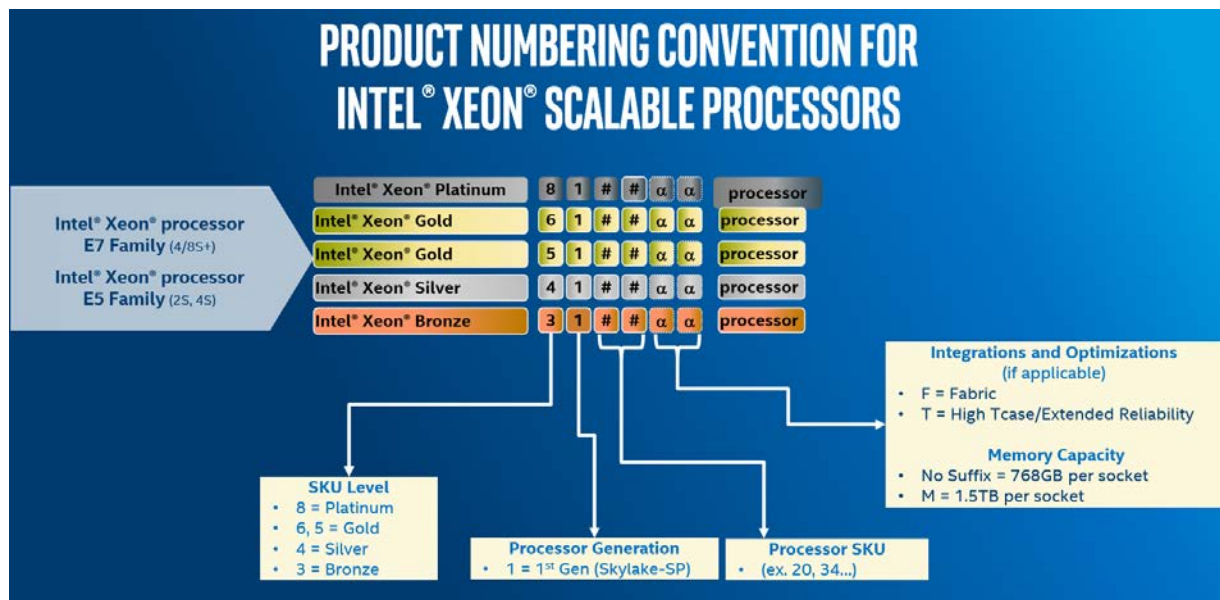 PRODUCT NUMBERING CONVENTION FOR
INTEL® XEON® SCALABLE PROCESSORS
Intel® Xeon® processor
E7 Family (4/8S+)
Intel® Xeon® processor
E5 Family (2S, 4S)
Intel® Xeon® Platinum 8 1 # # α α processor
Intel® Xeon® Gold 6 1 # # α α processor
Intel® Xeon® Gold 5 1 # # α α processor
Intel® Xeon® Silver 4 1 # # α α processor
Intel® Xeon® Bronze 3 1 # # α α processor
Integrations and Optimizations
(if applicable)
• F = Fabric
• T = High Tcase/Extended Reliability
Memory Capacity
• No Suffix = 768GB per socket
• M = 1.5TB per socket
SKU Level
• 8 = Platinum
• 6, 5 = Gold
• 4 = Silver
• 3 = Bronze
Processor Generation
• 1 = 1st Gen (Skylake-SP)
Processor SKU
• (ex. 20, 34...)